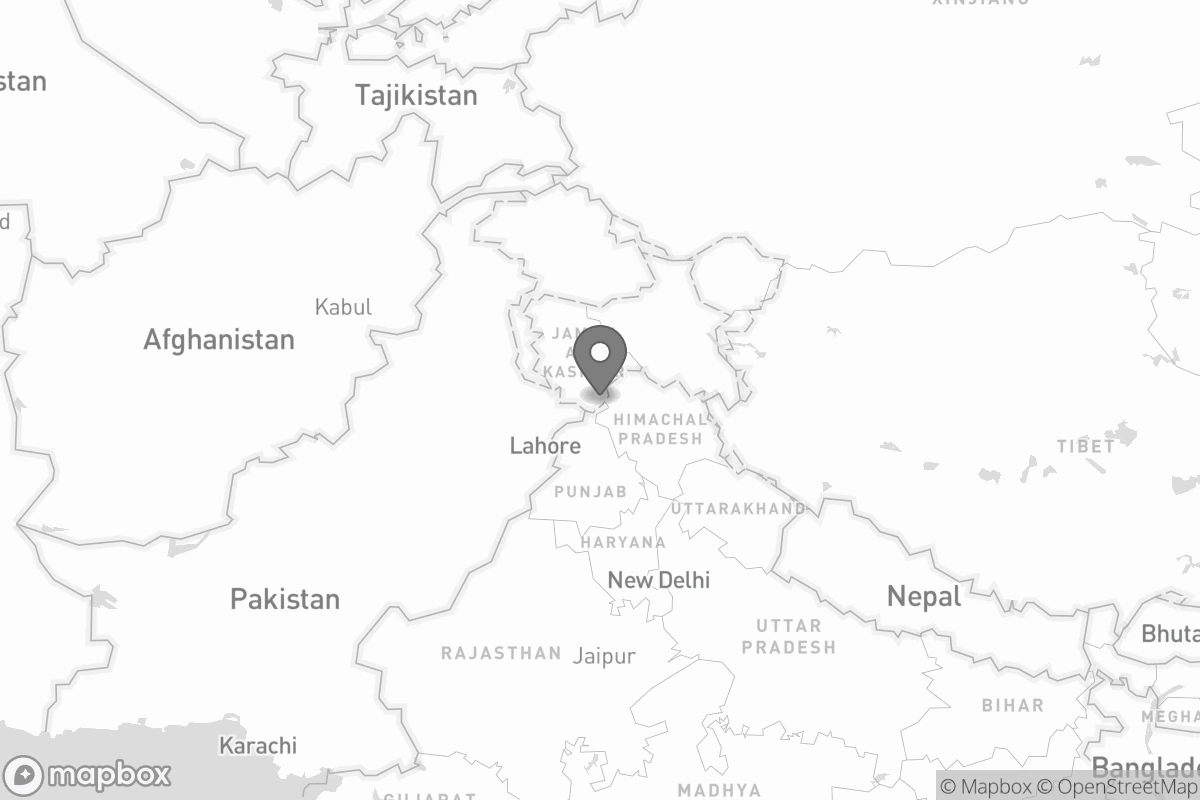 XINJIANG
stan
Tajikistan
d
Kabul
Afghanistan
JAM
A
KAS R
HIMACHAL
PRADESH
Lahore
TIBET
PUNJAB
UTTARAKHAND
HARYANA
New Delhi
Pakistan
Nepal
UTTAR
PRADESH
Bhuta
RAJASTHAN
Jaipur
BIHAR
MEGHA
Karachi
Banglade
mapbox
MADHYA
GUJARAT
© Mapbox © OpenStreetMap